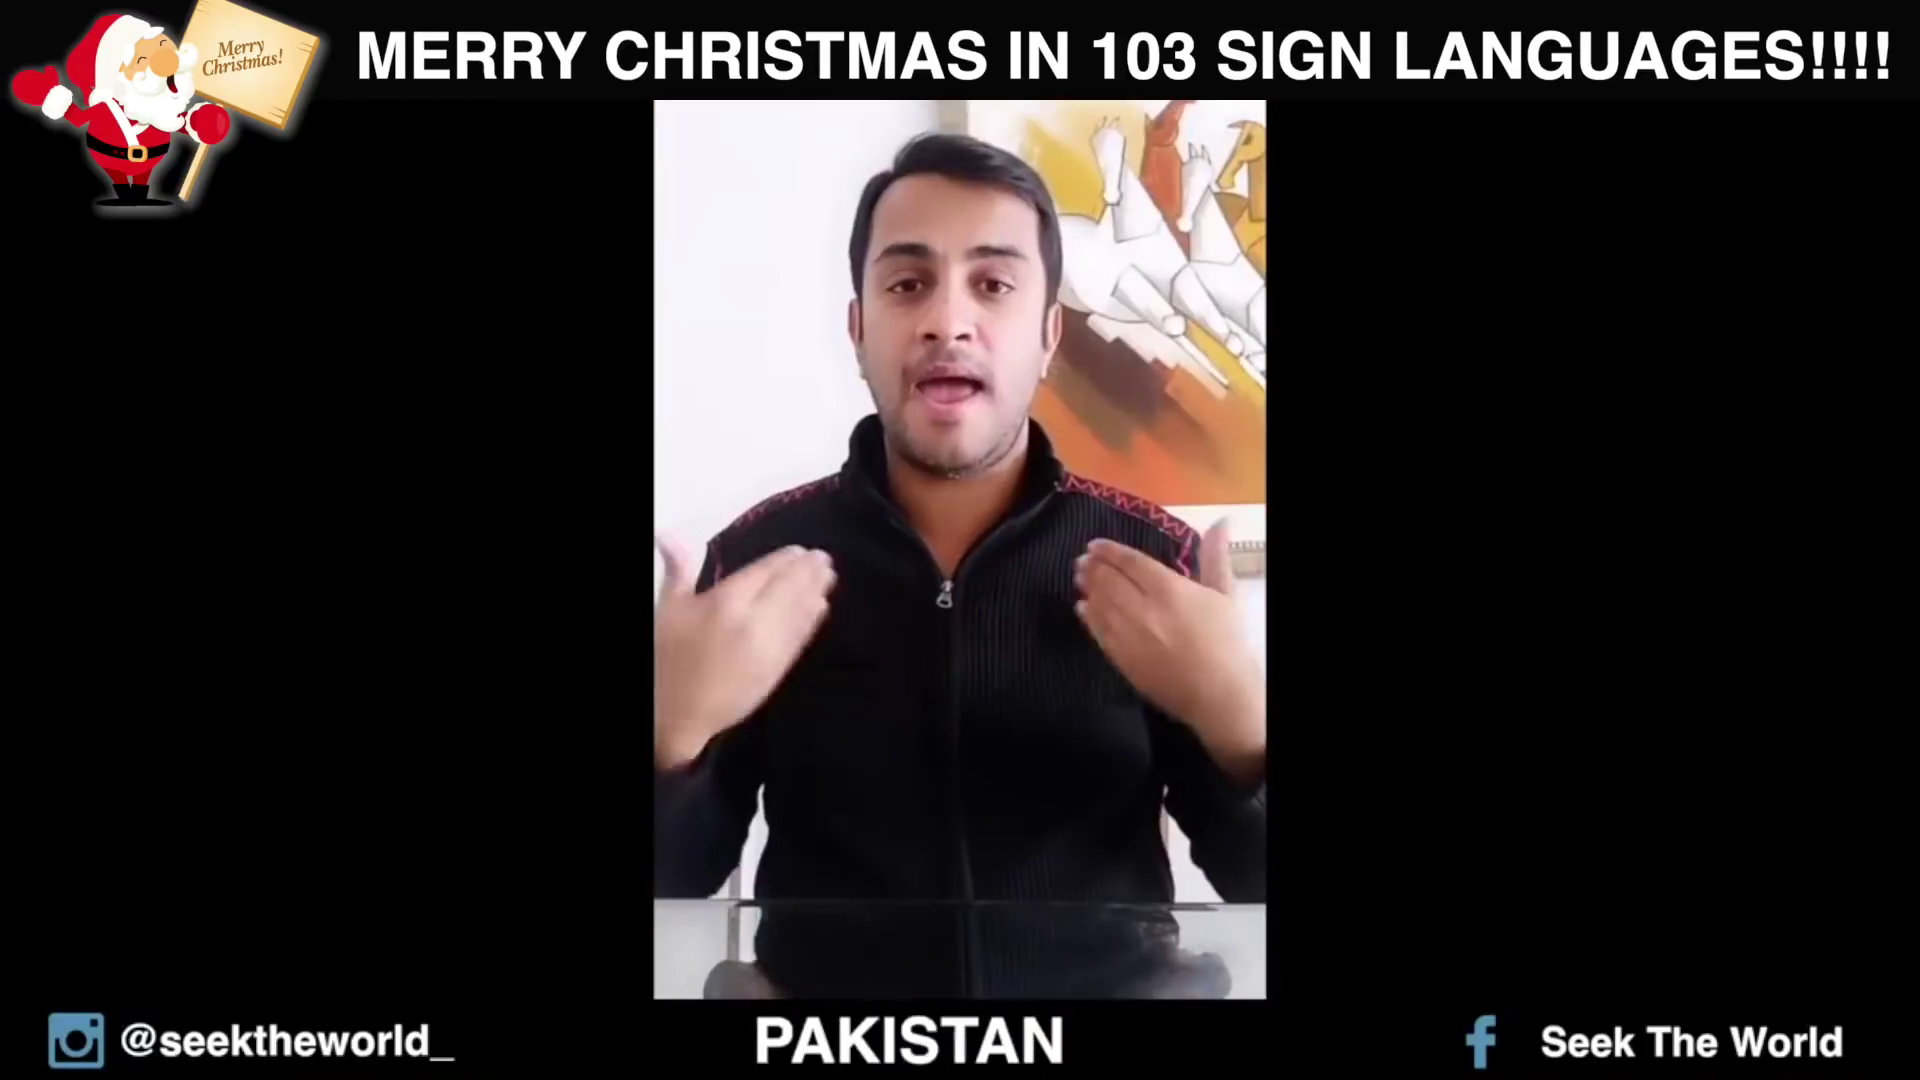 Merry
Christmas!
MERRY CHRISTMAS IN 103 SIGN LANGUAGES!!!!
@seektheworld_
PAKISTAN
Seek The World